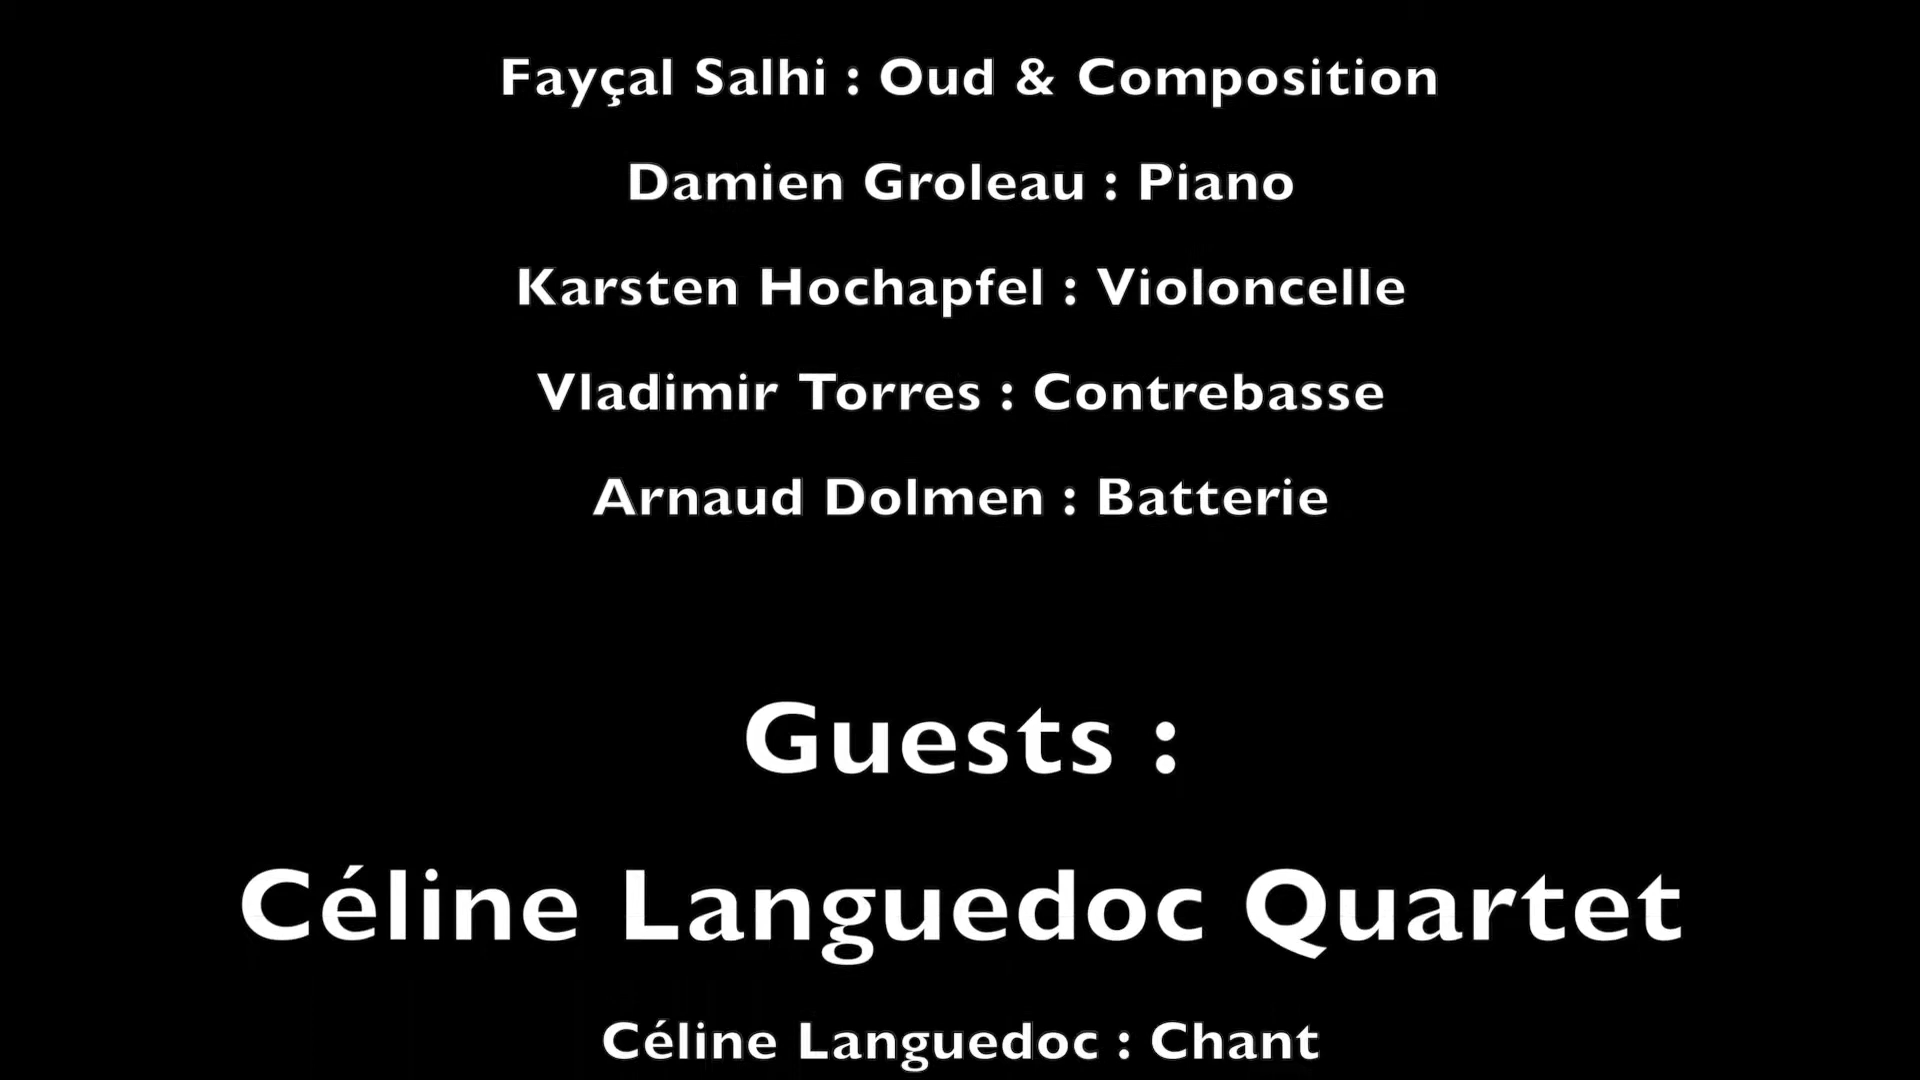 Fayçal Salhi : Oud & Composition
Damien Groleau : Piano
Karsten Hochapfel : Violoncelle
Vladimir Torres : Contrebasse
Arnaud Dolmen : Batterie
Guests :
Céline Languedoc Quartet
Céline Languedoc : Chant